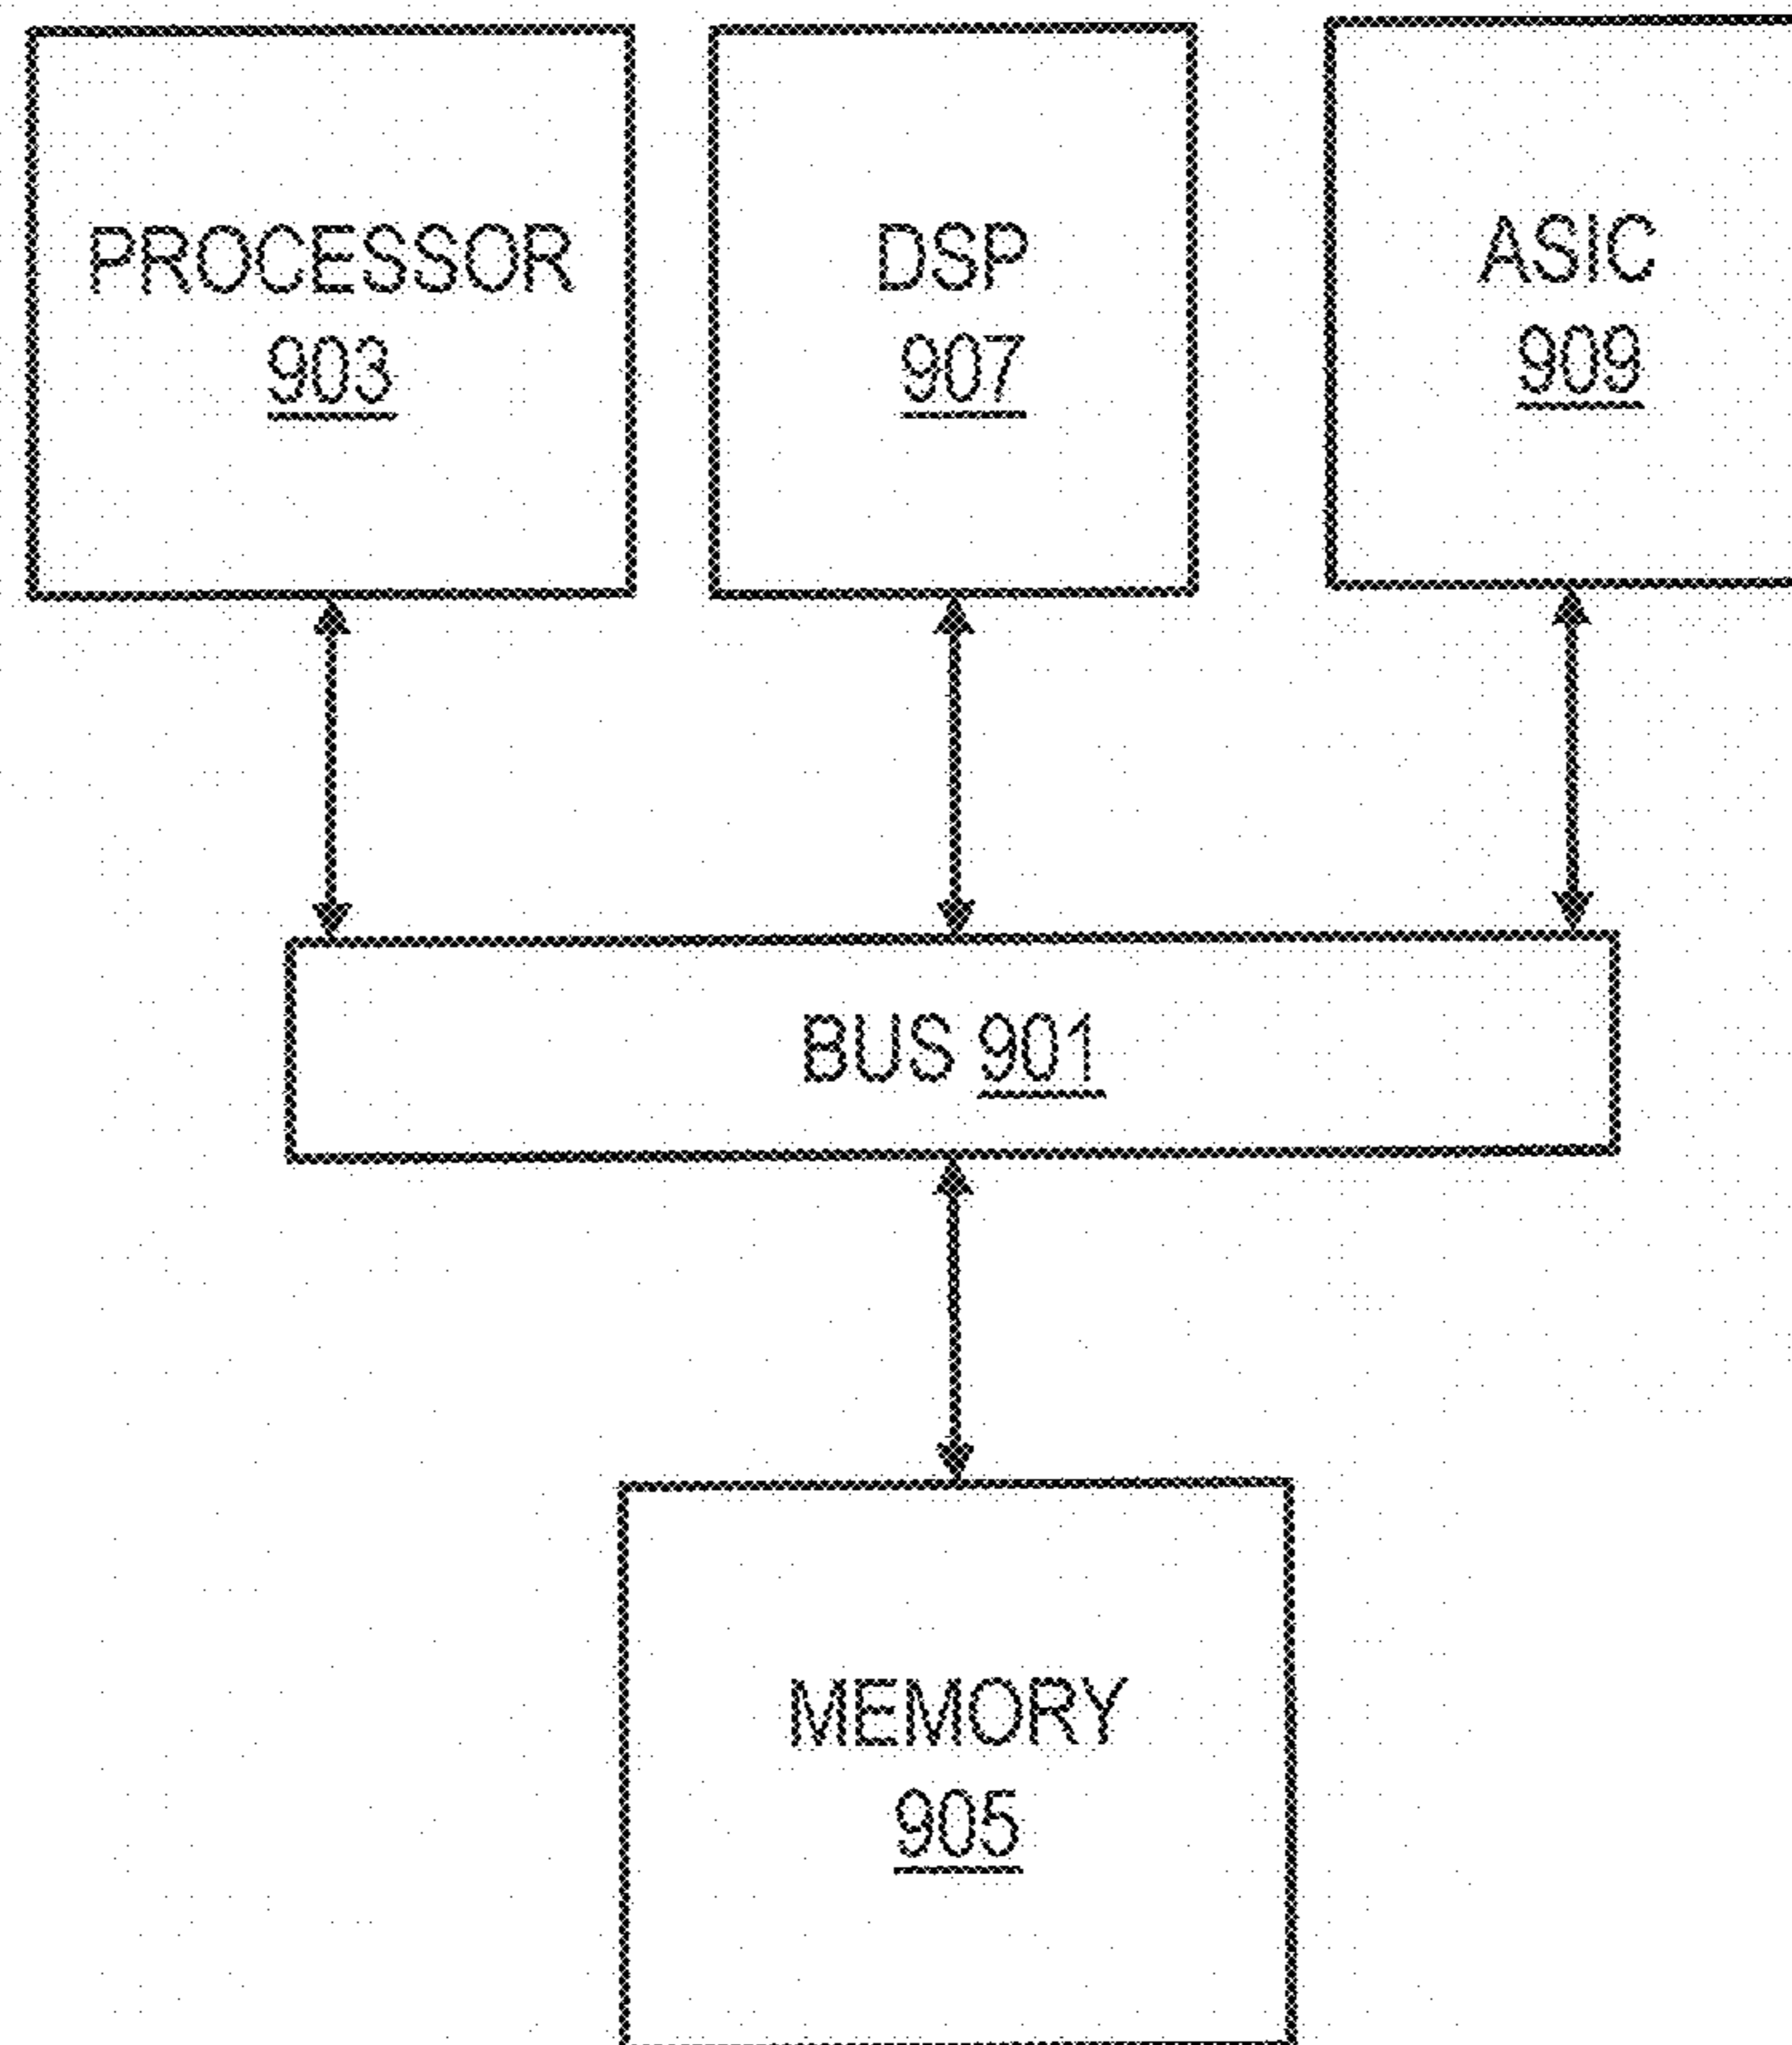 PROCESSOR
903
DSP
907
ASIC
909
BUS 901
MEMORY
905